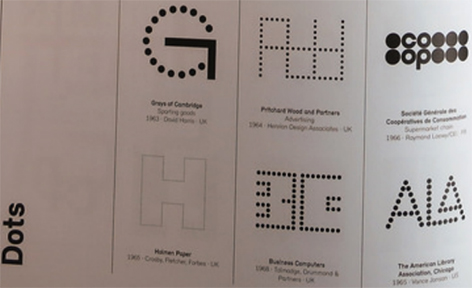 Dots
G
Grays of Cambridge
Sporting goods
1963 · David Harris · UK
Pritchard Wood and Partners
Advertising
1964 · Henrion Design Associates · UK
coop
Société Générale des
Coopératives de Consommation
Supermarket chain
1966 · Raymond Loewy/CEI ·
H
Holmen Paper
1965 · Crosby, Fletcher, Forbes · UK
Business Computers
1968 · Talmadge, Drummond &
Partners · UK
ALA
The American Library
Association, Chicago
1965 · Vance Jonson · US